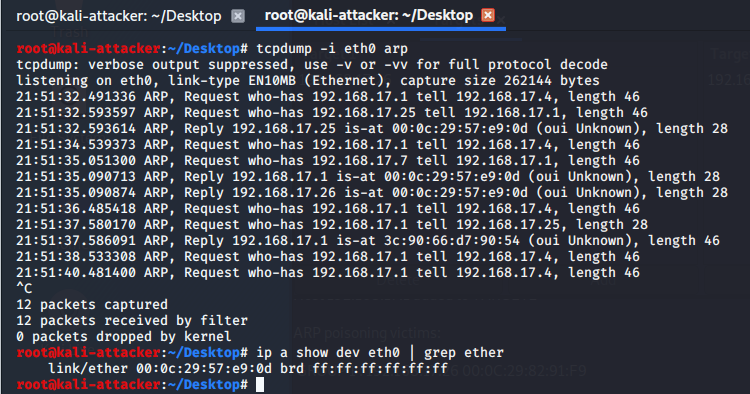 root@kali-attacker: ~/Desktop root@kali-attacker: ~/Desktop
root@kali-attacker:~/Desktop# tcpdump -i eth0 arp
tcpdump: verbose output suppressed, use -v or -vv for full protocol decode
listening on eth0, link-type EN10MB (Ethernet), capture size 262144 bytes
21:51:32.491336 ARP, Request who-has 192.168.17.1 tell 192.168.17.4, length 46
21:51:32.593597 ARP, Request who-has 192.168.17.25 tell 192.168.17.1, length 46
21:51:32.593614 ARP, Reply 192.168.17.25 is-at 00:0c:29:57:e9:0d (oui Unknown), length 28
21:51:34.539373 ARP, Request who-has 192.168.17.1 tell 192.168.17.4, length 46
21:51:35.051300 ARP, Request who-has 192.168.17.7 tell 192.168.17.1, length 46
21:51:35.090713 ARP, Reply 192.168.17.1 is-at 00:0c:29:57:e9:0d (oui Unknown), length 28
21:51:35.090874 ARP, Reply 192.168.17.26 is-at 00:0c:29:57:e9:0d (oui Unknown), length 28
21:51:36.485418 ARP, Request who-has 192.168.17.1 tell 192.168.17.4, length 46
21:51:37.580170 ARP, Request who-has 192.168.17.1 tell 192.168.17.25, length 28
21:51:37.586091 ARP, Reply 192.168.17.1 is-at 3c:90:66:d7:90:54 (oui Unknown), length 46
21:51:38.533308 ARP, Request who-has 192.168.17.1 tell 192.168.17.4, length 46
21:51:40.481400 ARP, Request who-has 192.168.17.1 tell 192.168.17.4, length 46
^C
12 packets captured
12 packets received by filter
0 packets dropped by kernel
root@kali-attacker:~/Desktop# ip a show dev eth0 | grep ether
link/ether 00:0c:29:57:e9:0d brd ff:ff:ff:ff:ff:ff
root@kali-attacker:~/Desktop#